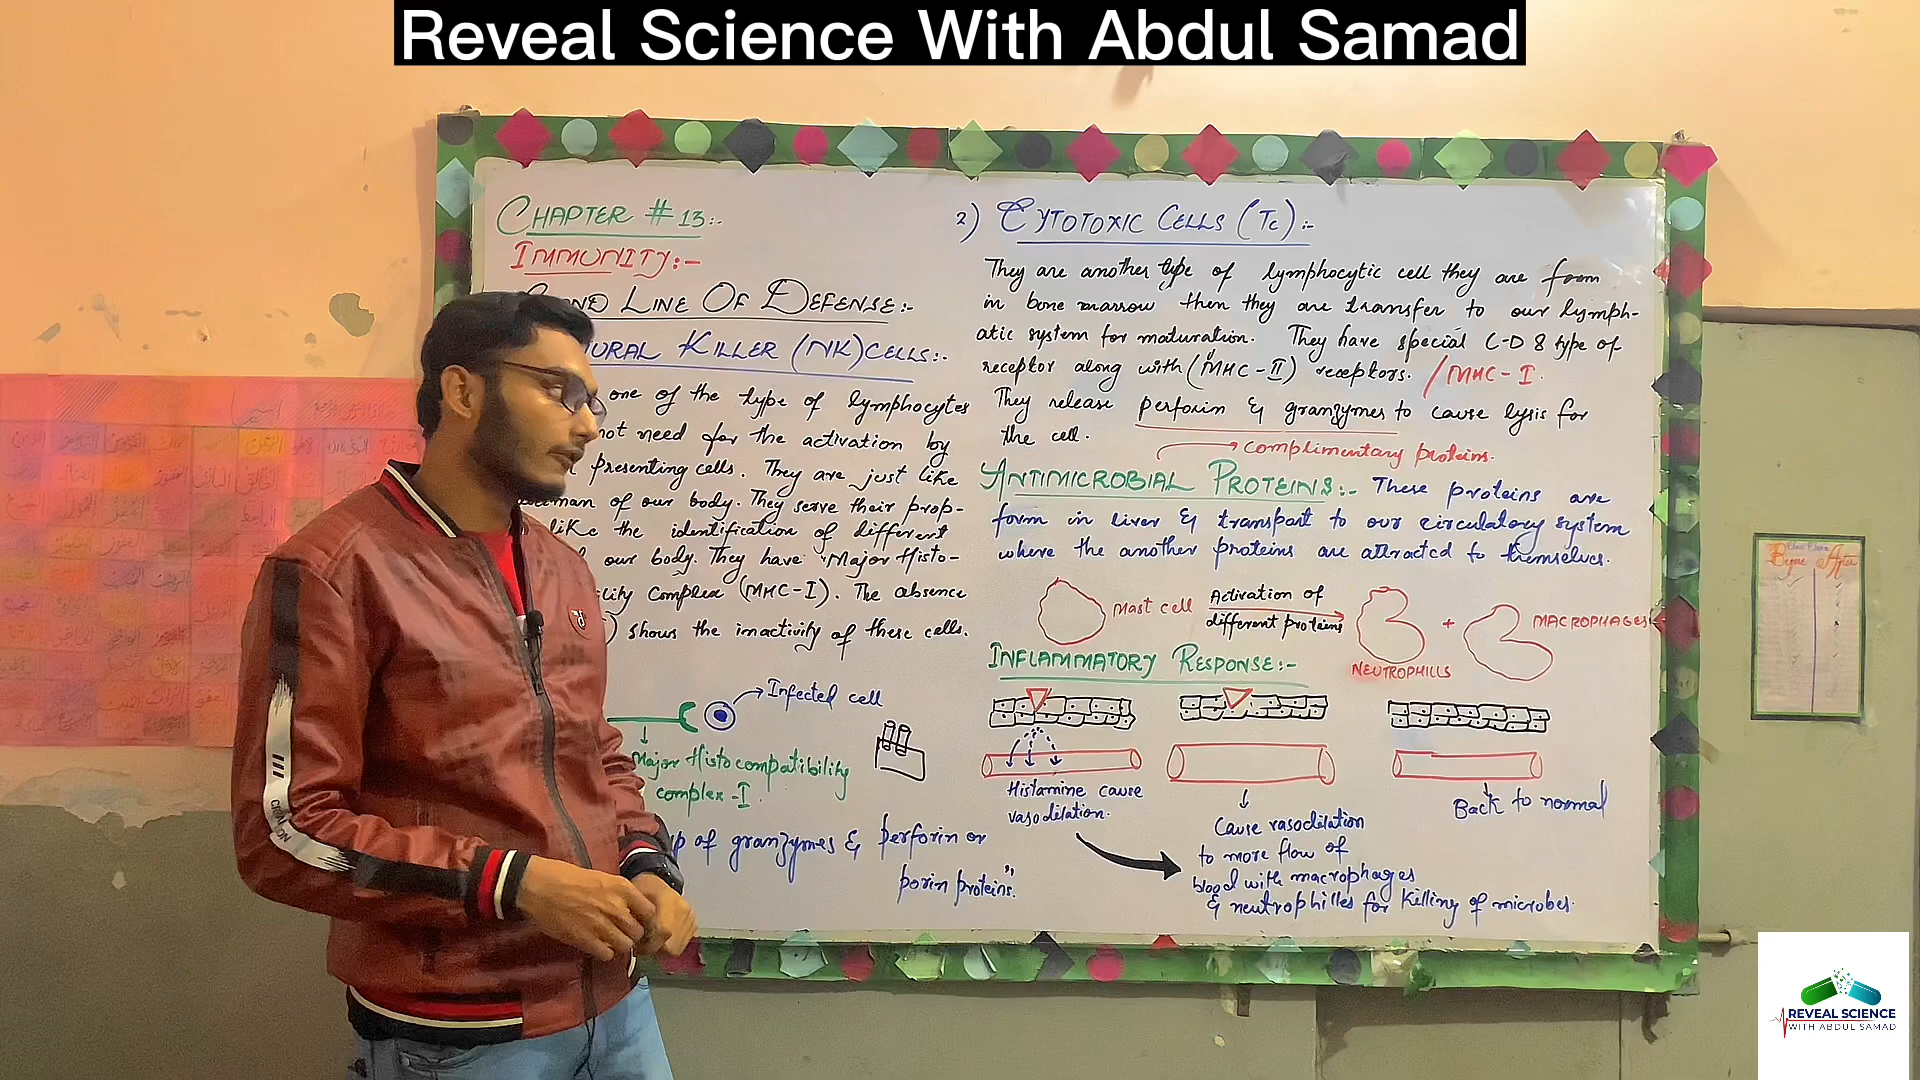 Reveal Science With Abdul Samad
CHAPTER # 13:-
IMMUNITY:-
LINE OF DEFENSE:-
KILLER (NK) CELLS:-
one of the type of lymphocytes
not need for the activation by
presenting cells. They are just like
of our body. They serve their prop-
like the identification of different
our body. They have "Major Histo-
Complex (MHC-I). The absence
shows the inactivity of these cells.
Infected cell
Major Histocompatibility
complex-I.
of granzymes & perforin or
porin proteins."
2) CYTOTOXIC CELLS (Tc):-
They are another type of lymphocytic cell they are form
in bone marrow then they are transfer to our lymph-
atic system for maturation. They have special C-D 8 type of
receptor along with (MHC-II) receptors. / MHC-I.
They release perforin & granzymes to cause lysis for
the cell.
complimentary proteins.
ANTIMICROBIAL PROTEINS:- These proteins are
form in liver & transpart to our circulatory system
where the another proteins are attracted to themselves.
Mast cell
Activation of
different proteins
NEUTROPHILLS
+
MACROPHAGES
INFLAMMATORY RESPONSE:-
Histamine cause
vasodilation.
Cause vasodilation
to more flow of
blood with macrophages
& neutrophilles for killing of microbes.
Back to normal
Before After
CRIALON
REVEAL SCIENCE
WITH ABDUL SAMAD